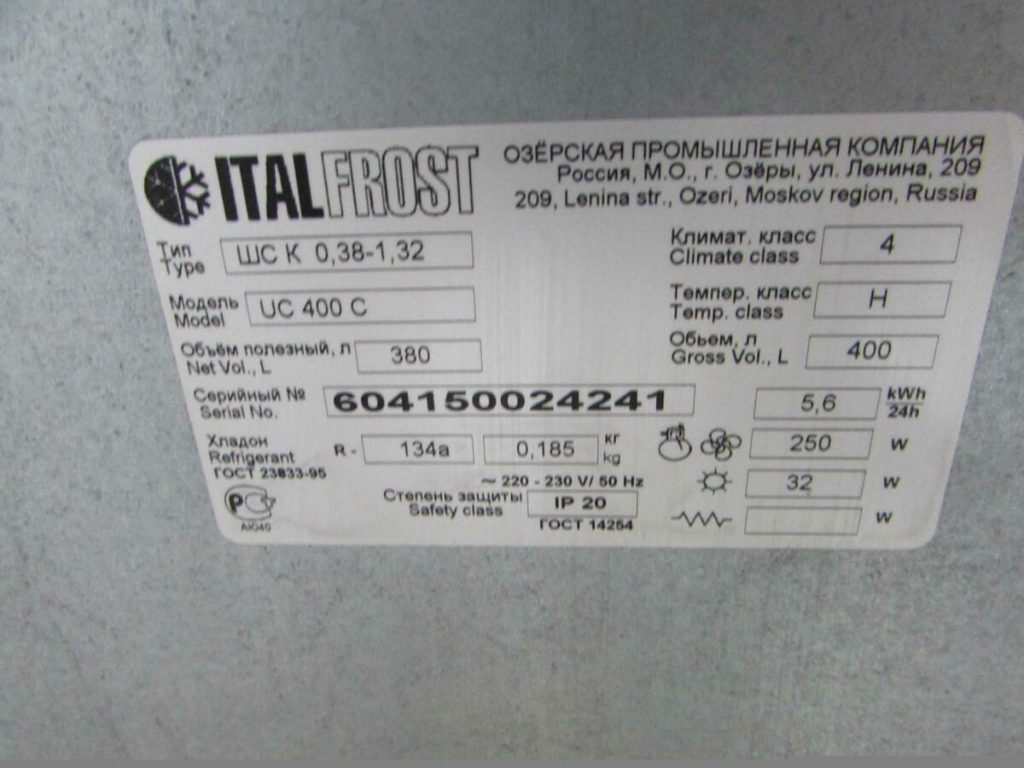 ITALFROST
ОЗЁРСКАЯ ПРОМЫШЛЕННАЯ КОМПАНИЯ
Россия, М.О., г. Озёры, ул. Ленина, 209
209, Lenina str., Ozeri, Moskov region, Russia
Тип
Type
ШС К 0,38-1,32
Климат. класс
Climate class
4
Модель
Model
UC 400 C
Темпер. класс
Temp. class
H
Объём полезный, л
Net Vol., L
380
Обьем, л
Gross Vol., L
400
Серийный №
Serial No.
604150024241
5,6
kWh
24h
Хладон
Refrigerant
ГОСТ 23833-95
R - 134a
0,185
кг
kg
250 W
~ 220 - 230 V/ 50 Hz
32 W
Степень защиты
Safety class
IP 20
ГОСТ 14254
W
АЮ40